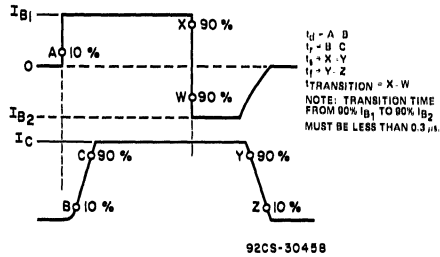 IB1
X 90 %
A 10 %
0
W 90 %
IB2
IC
C 90 %
Y 90 %
B 10 %
Z 10 %
td = A B
tr = B C
ts = X - Y
tf = Y - Z
tTRANSITION = X - W
NOTE: TRANSITION TIME
FROM 90% IB1 TO 90% IB2
MUST BE LESS THAN 0.3 µs.
92CS-30458